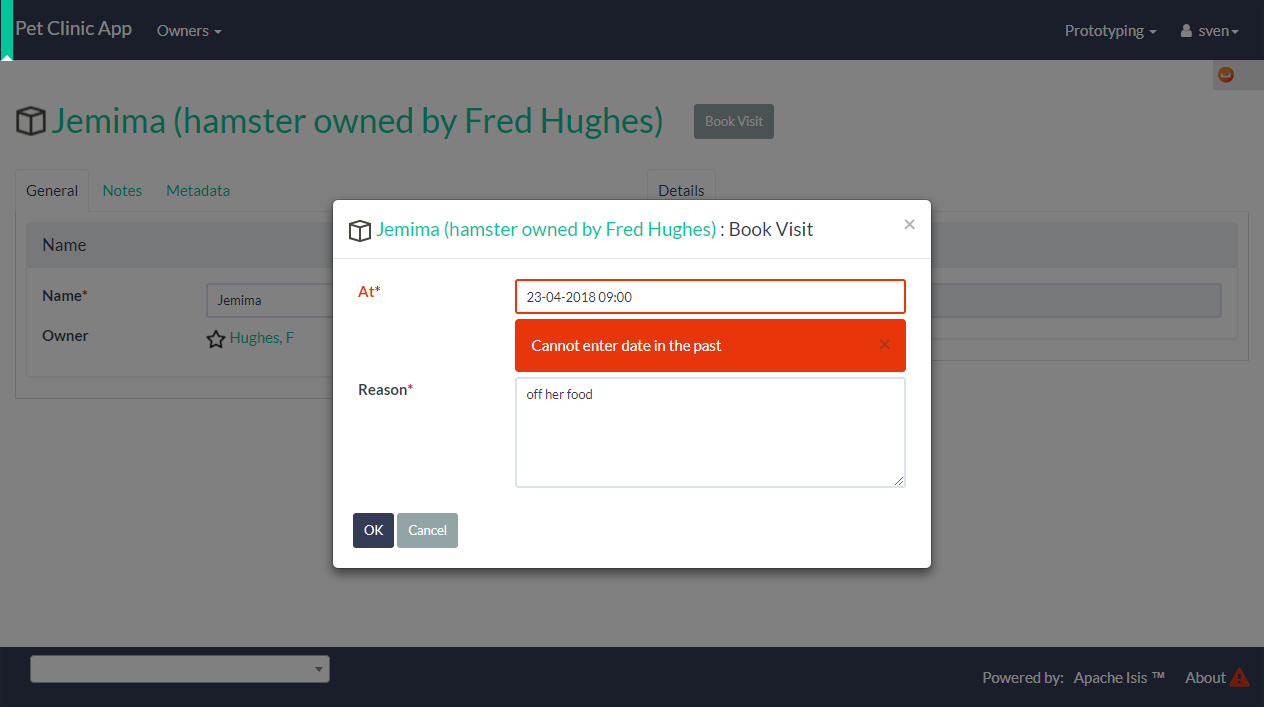 Pet Clinic App Owners Prototyping sven
Jemima (hamster owned by Fred Hughes) Book Visit
General Notes Metadata Details
Name
Name* Jemima
Owner Hughes, F
Jemima (hamster owned by Fred Hughes) : Book Visit ×
At* 23-04-2018 09:00
Cannot enter date in the past ×
Reason* off her food
OK Cancel
Powered by: Apache Isis ™ About